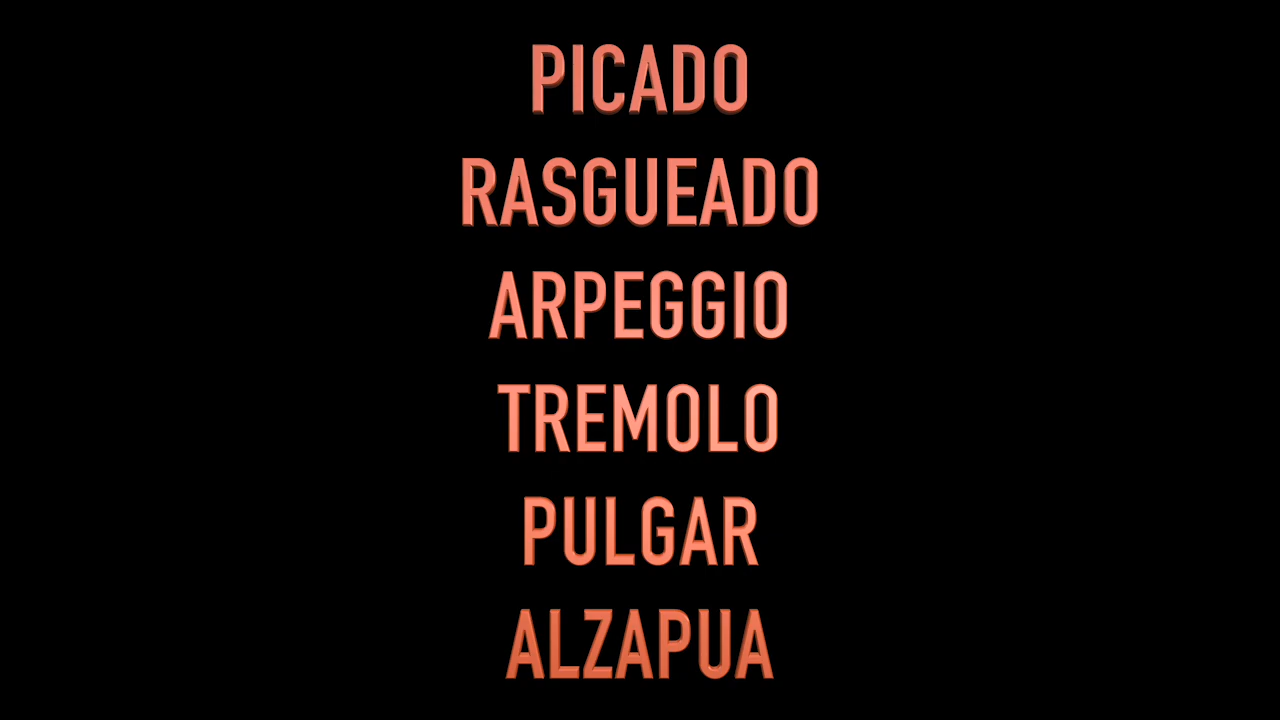 PICADO
RASGUEADO
ARPEGGIO
TREMOLO
PULGAR
ALZAPUA